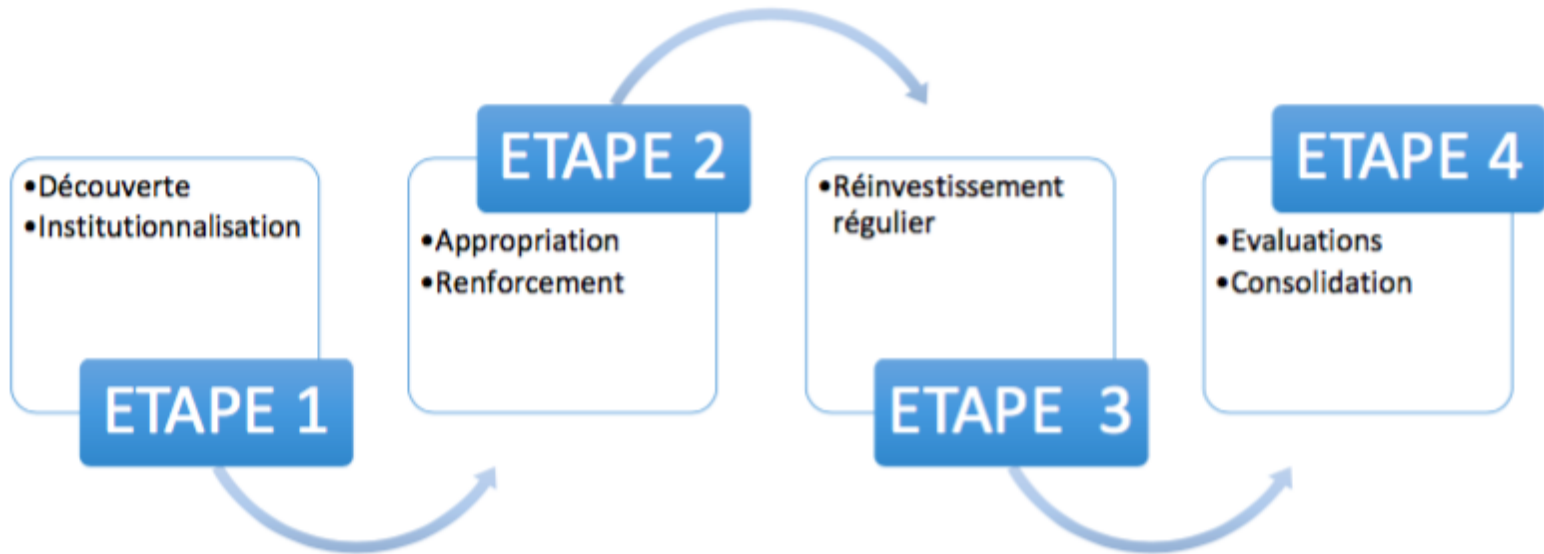 •Découverte
•Institutionnalisation
ETAPE 1
ETAPE 2
•Appropriation
•Renforcement
•Réinvestissement
régulier
ETAPE  3
ETAPE 4
•Evaluations
•Consolidation